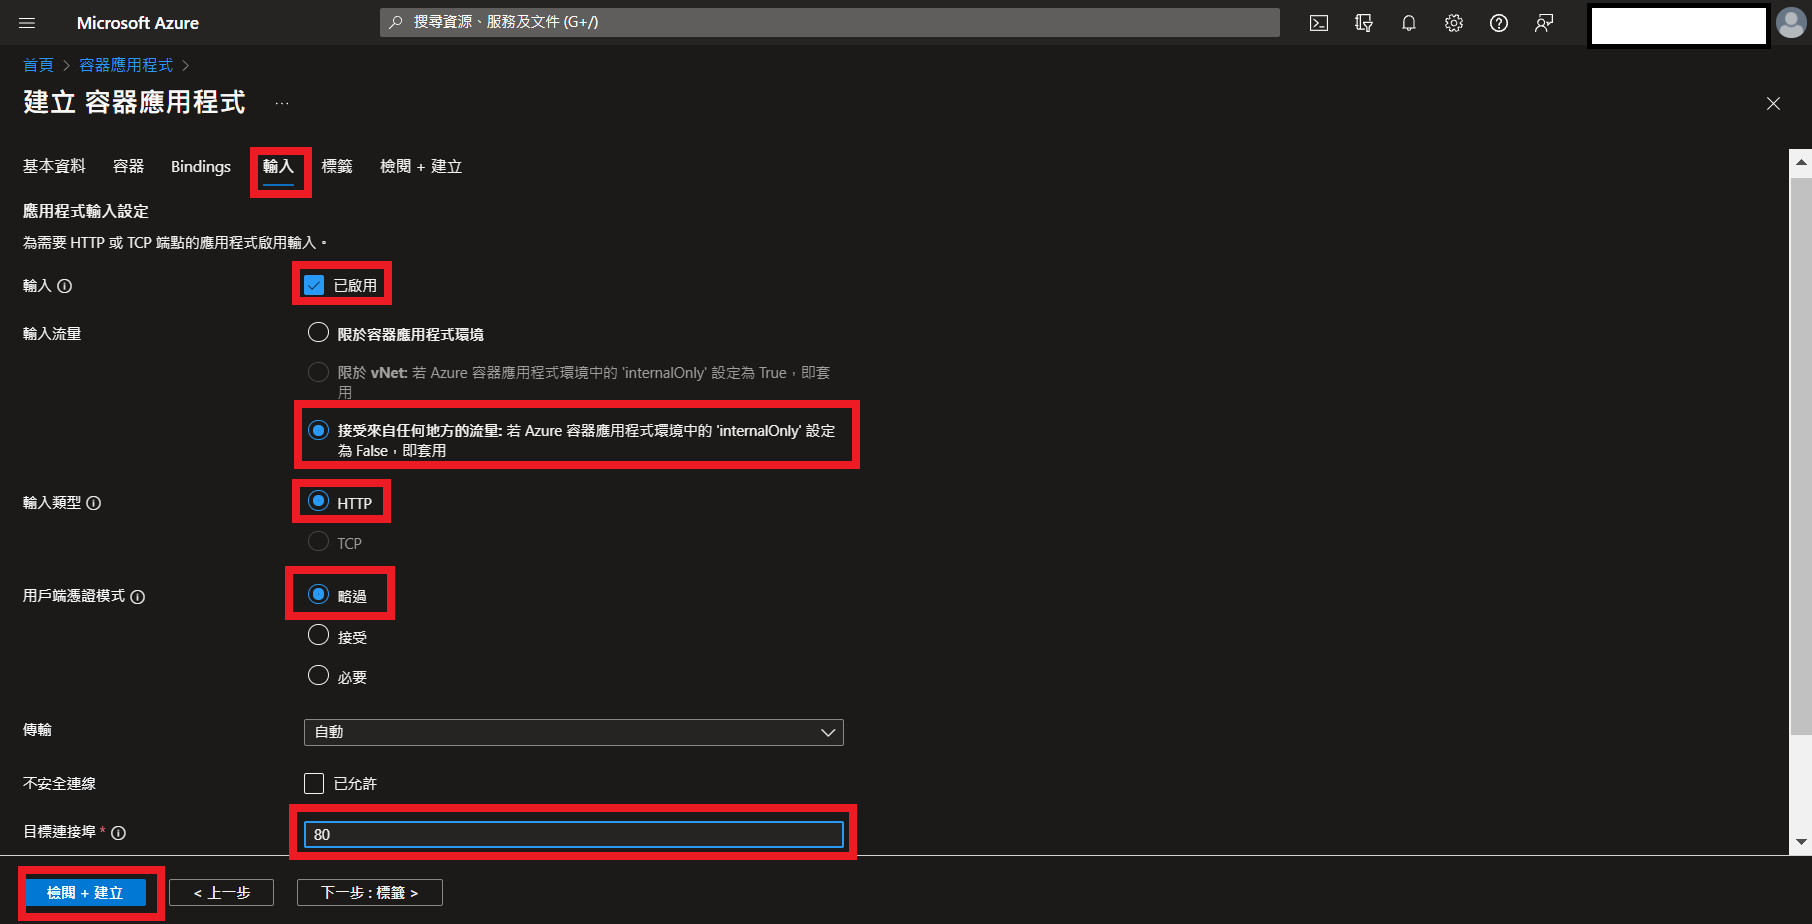 Microsoft Azure
搜尋資源、服務及文件 (G+/)
首頁 > 容器應用程式 >
建立 容器應用程式 ...
基本資料 容器 Bindings 輸入 標籤 檢閱 + 建立
應用程式輸入設定
為需要 HTTP 或 TCP 端點的應用程式啟用輸入。
輸入 已啟用
輸入流量 限於容器應用程式環境
限於 vNet: 若 Azure 容器應用程式環境中的 'internalOnly' 設定為 True，即套
用
接受來自任何地方的流量: 若 Azure 容器應用程式環境中的 'internalOnly' 設定
為 False，即套用
輸入類型 HTTP
TCP
用戶端憑證模式 略過
接受
必要
傳輸 自動
不安全連線 已允許
目標連接埠 * 80
檢閱 + 建立 < 上一步 下一步 : 標籤 >